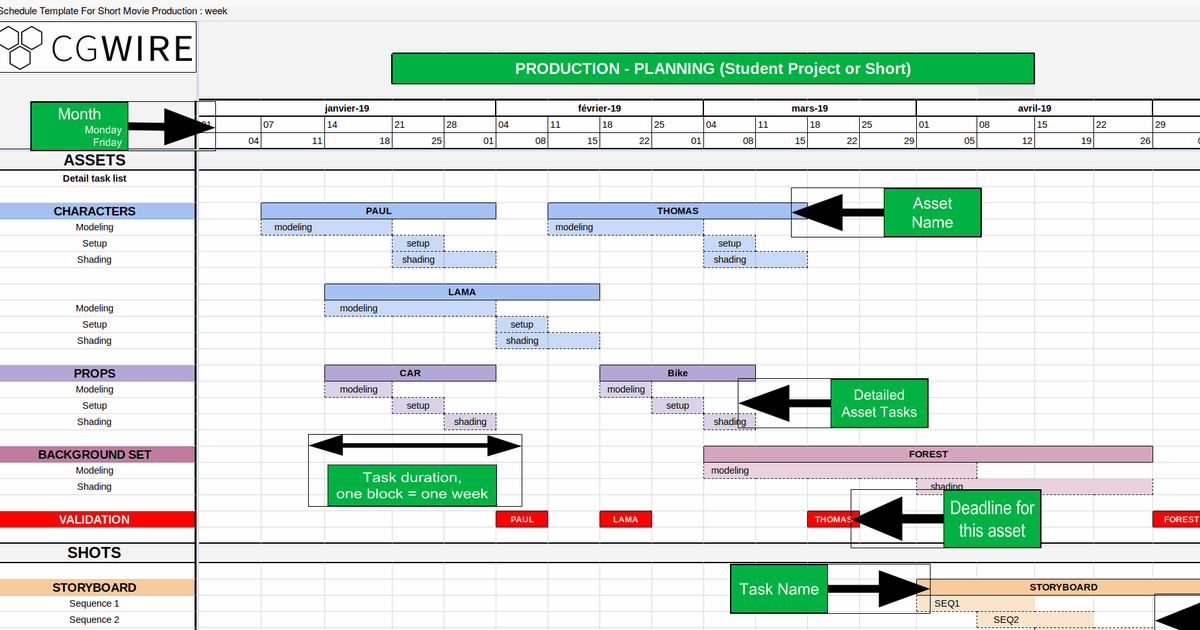 Schedule Template For Short Movie Production : week
CGWIRE
PRODUCTION - PLANNING (Student Project or Short)
janvier-19 février-19 mars-19 avril-19
Month
Monday
Friday
07 14 21 28 04 11 18 25 04 11 18 25 01 08 15 22 29
04 11 18 25 01 08 15 22 01 08 15 22 29 05 12 19 26
ASSETS
Detail task list
CHARACTERS PAUL THOMAS
Asset
Name
Modeling modeling modeling
Setup setup setup
Shading shading shading
LAMA
Modeling modeling
Setup setup
Shading shading
PROPS CAR Bike
Modeling modeling modeling
Setup setup setup
Shading shading shading
Detailed
Asset Tasks
BACKGROUND SET FOREST
Modeling modeling
Shading shading
Task duration,
one block = one week
VALIDATION PAUL LAMA THOMAS FOREST
Deadline for
this asset
SHOTS
STORYBOARD STORYBOARD
Task Name
Sequence 1 SEQ1
Sequence 2 SEQ2